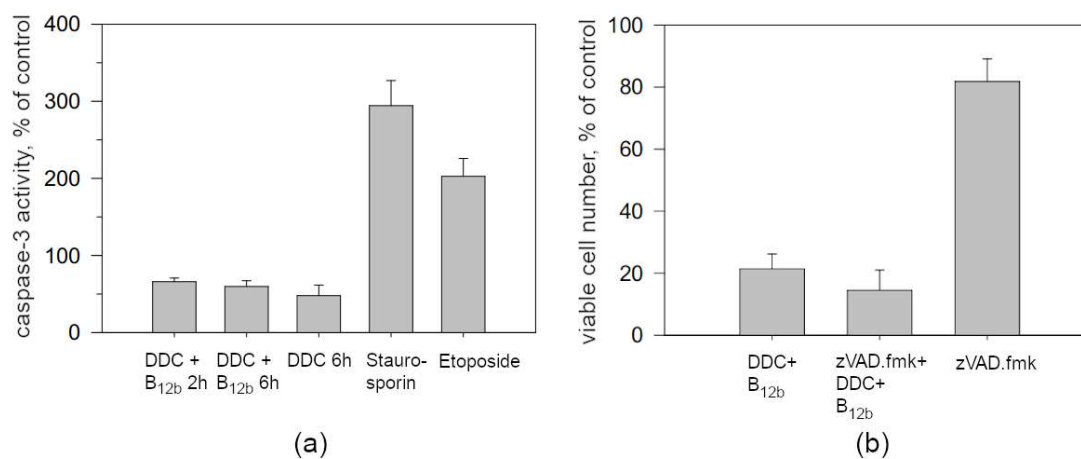 caspase-3 activity, % of control
400
300
200
100
0
DDC +
B12b 2h
DDC +
B12b 6h
DDC 6h
Stauro-
sporin
Etoposide
(a)
viable cell number, % of control
100
80
60
40
20
0
DDC+
B12b
zVAD.fmk+
DDC+
B12b
zVAD.fmk
(b)